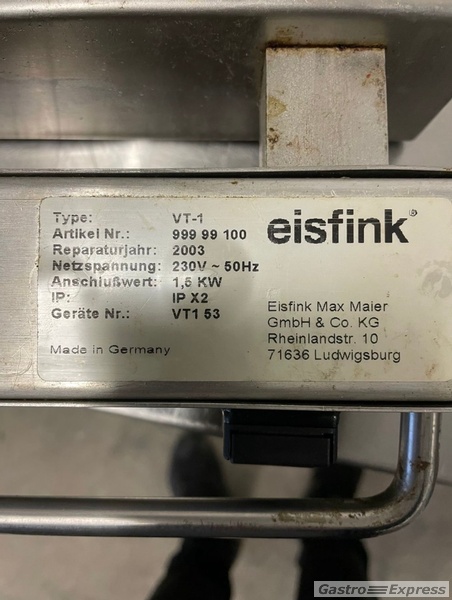 Type: VT-1
Artikel Nr.: 999 99 100
Reparaturjahr: 2003
Netzspannung: 230V ~ 50Hz
Anschlußwert: 1,5 KW
IP: IP X2
Geräte Nr.: VT1 53
Made in Germany
eisfink®
Eisfink Max Maier
GmbH & Co. KG
Rheinlandstr. 10
71636 Ludwigsburg
Gastro Express